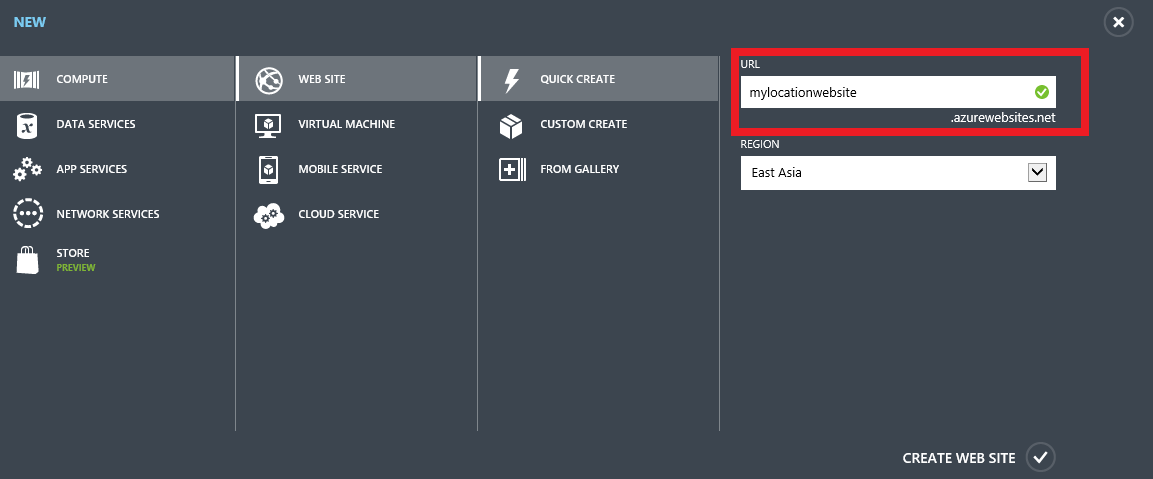 NEW
COMPUTE
DATA SERVICES
APP SERVICES
NETWORK SERVICES
STORE
PREVIEW
WEB SITE
VIRTUAL MACHINE
MOBILE SERVICE
CLOUD SERVICE
QUICK CREATE
CUSTOM CREATE
FROM GALLERY
URL
mylocationwebsite
.azurewebsites.net
REGION
East Asia
CREATE WEB SITE